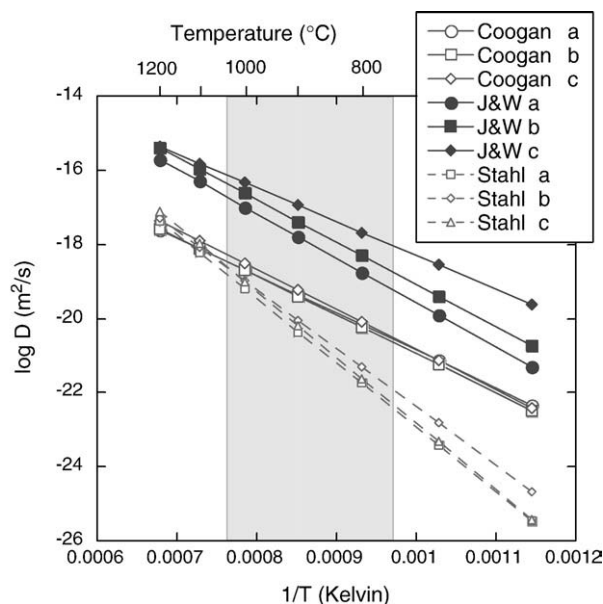 Temperature (°C)
1200
1000
800
Coogan a
Coogan b
Coogan c
J&W a
J&W b
J&W c
Stahl a
Stahl b
Stahl c
log D (m²/s)
-14
-16
-18
-20
-22
-24
-26
0.0006
0.0007
0.0008
0.0009
0.001
0.0011
0.0012
1/T (Kelvin)